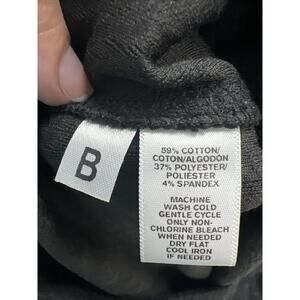 B
59% COTTON/
COTON/ALGODON
37% POLYESTER/
POLIÉSTER
4% SPANDEX
MACHINE
WASH COLD
GENTLE CYCLE
ONLY NON-
CHLORINE BLEACH
WHEN NEEDED
DRY FLAT
COOL IRON
IF NEEDED